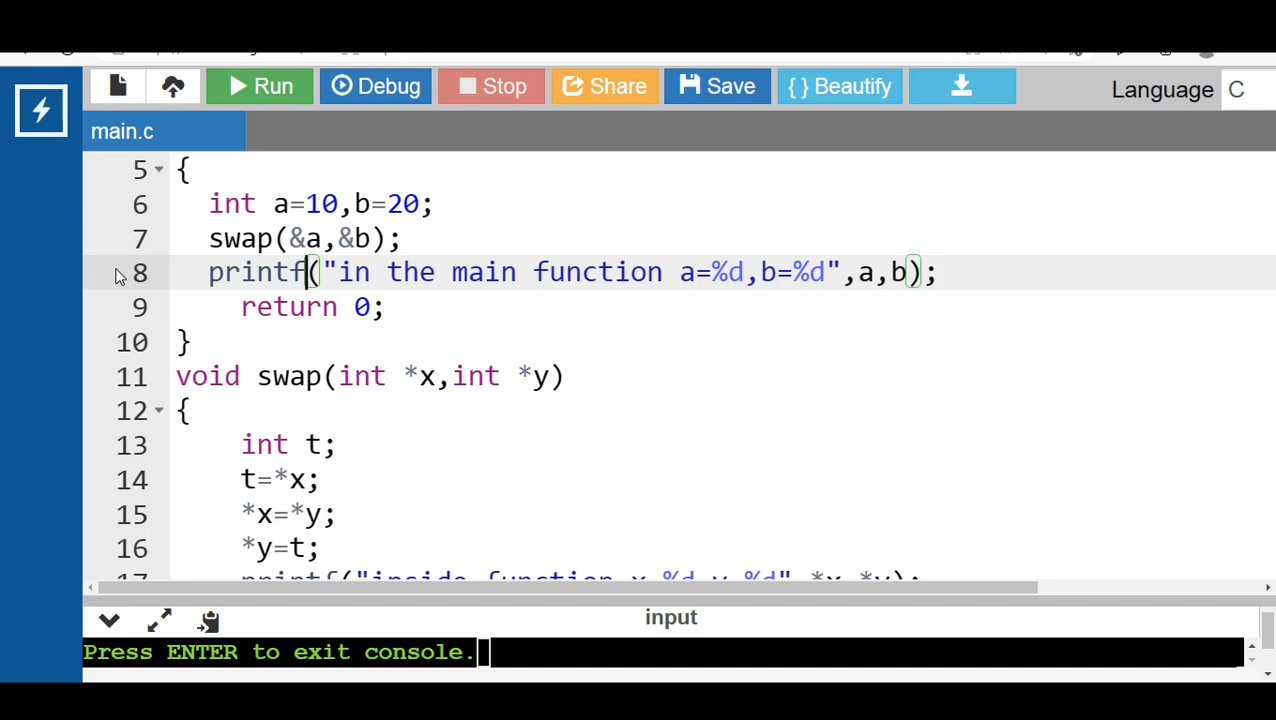 Run Debug Stop Share Save { } Beautify Language C
main.c
5 {
6 int a=10,b=20;
7 swap(&a,&b);
8 printf("in the main function a=%d,b=%d",a,b);
9 return 0;
10 }
11 void swap(int *x,int *y)
12 {
13 int t;
14 t=*x;
15 *x=*y;
16 *y=t;
17 printf("inside function x=%d,y=%d",*x,*y);
input
Press ENTER to exit console.